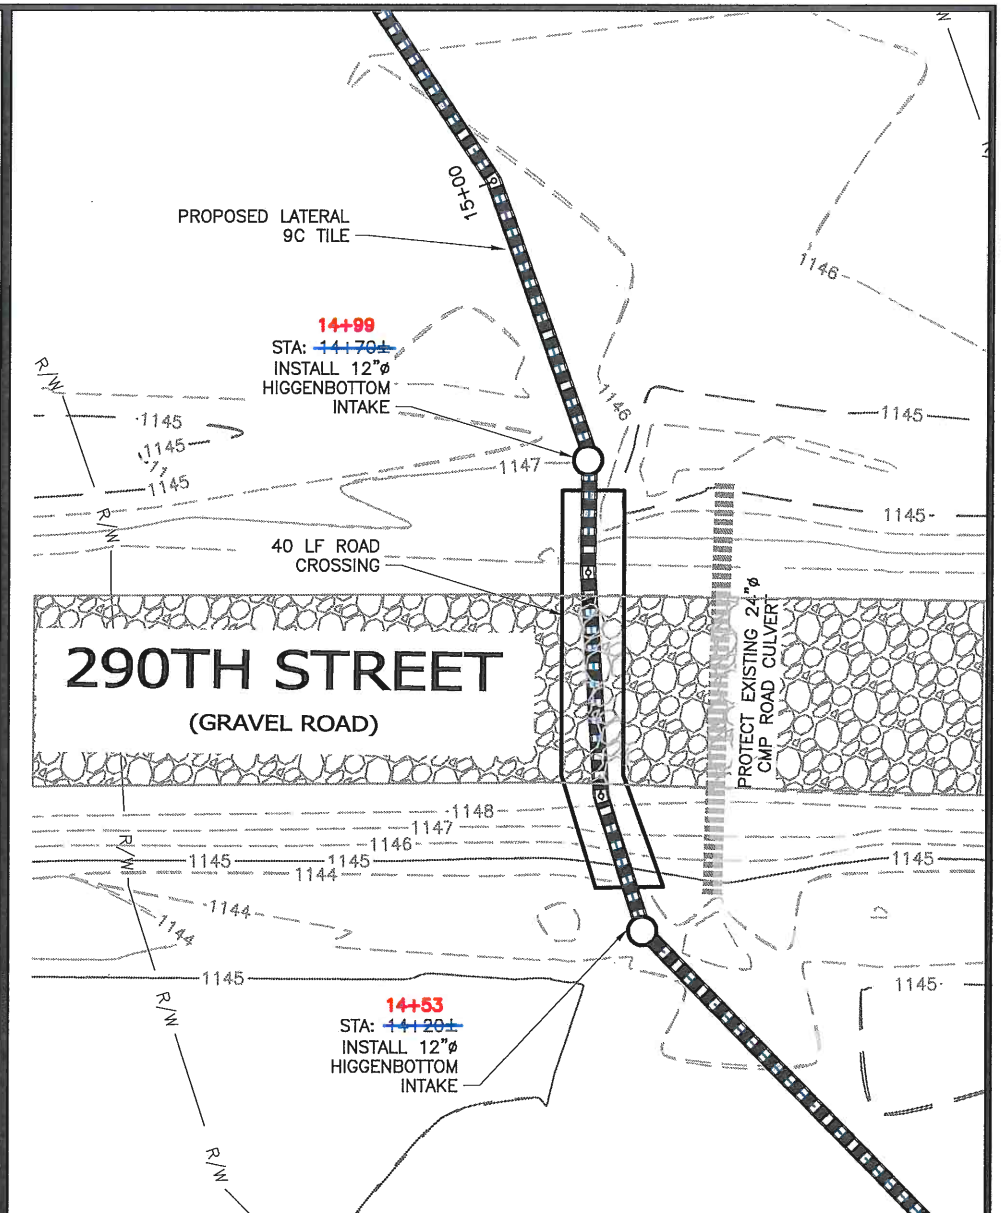 N
15+00
PROPOSED LATERAL
9C TILE
1146
14+99
STA: 14+70±
INSTALL 12"ø
HIGGENBOTTOM
INTAKE
R/W
1146
1145
1145
1145
1145
1147
1145
R/W
40 LF ROAD
CROSSING
290TH STREET
(GRAVEL ROAD)
PROTECT EXISTING 24"ø
CMP ROAD CULVERT
1148
1147
1146
R/W
1145
1145
1145
1144
1144
1144
1145
1145
R/W
14+53
STA: 14+20±
INSTALL 12"ø
HIGGENBOTTOM
INTAKE
R/W